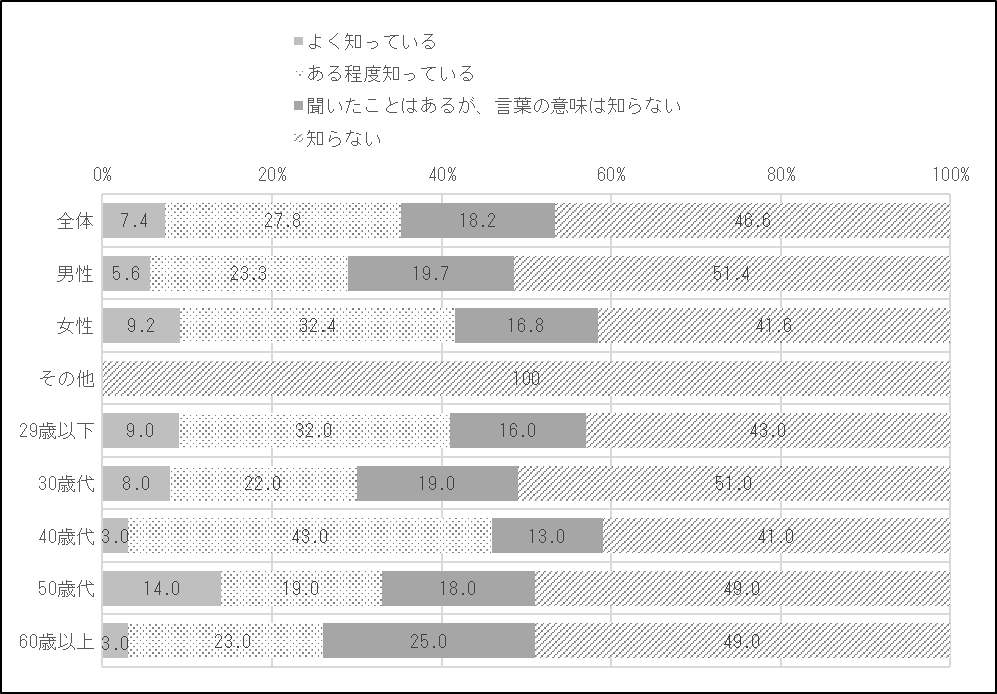 よく知っている
ある程度知っている
聞いたことはあるが、言葉の意味は知らない
知らない
0% 20% 40% 60% 80% 100%
全体 7.4 27.8 18.2 46.6
男性 5.6 23.3 19.7 51.4
女性 9.2 32.4 16.8 41.6
その他 100
29歳以下 9.0 32.0 16.0 43.0
30歳代 8.0 22.0 19.0 51.0
40歳代 3.0 43.0 13.0 41.0
50歳代 14.0 19.0 18.0 49.0
60歳以上 3.0 23.0 25.0 49.0